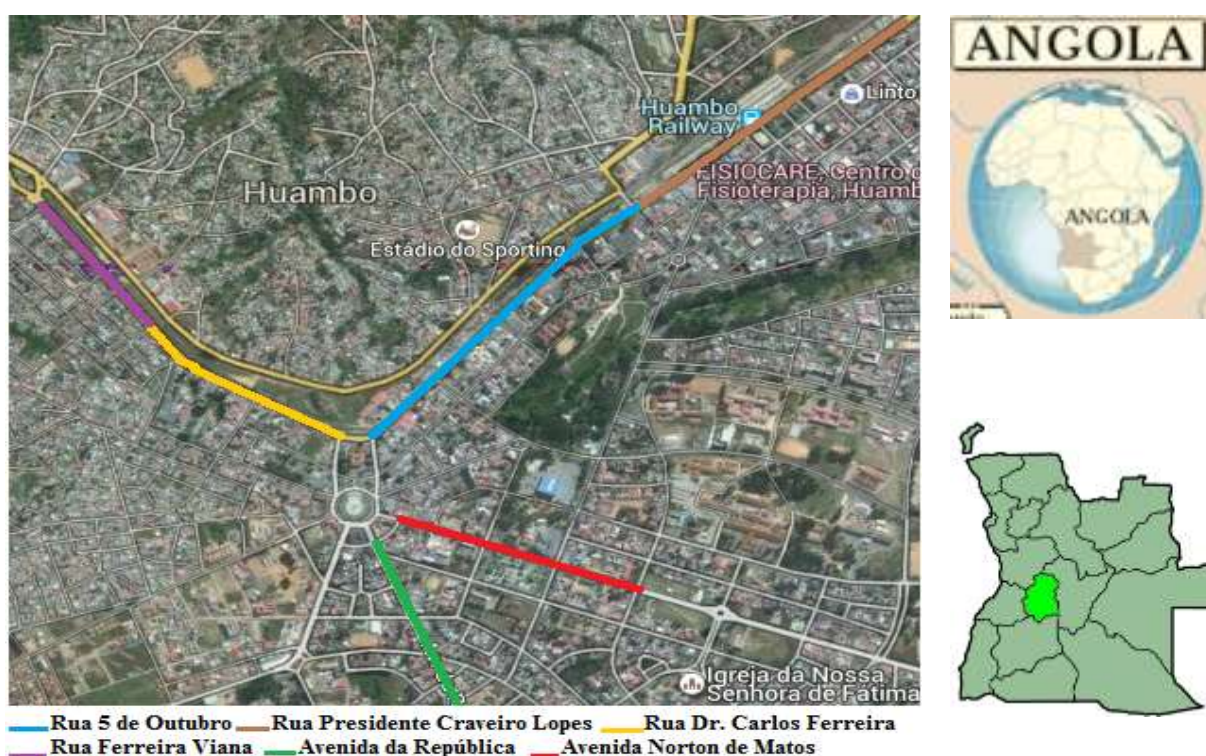 Huambo
Railway
Linto
FISIOCARE, Centro d
Fisioterapia, Huamb
Huambo
Estádio do Sporting
Igreja da Nossa
Senhora de Fátima
Rua 5 de Outubro Rua Presidente Craveiro Lopes Rua Dr. Carlos Ferreira
Rua Ferreira Viana Avenida da República Avenida Norton de Matos
ANGOLA
ANGOLA